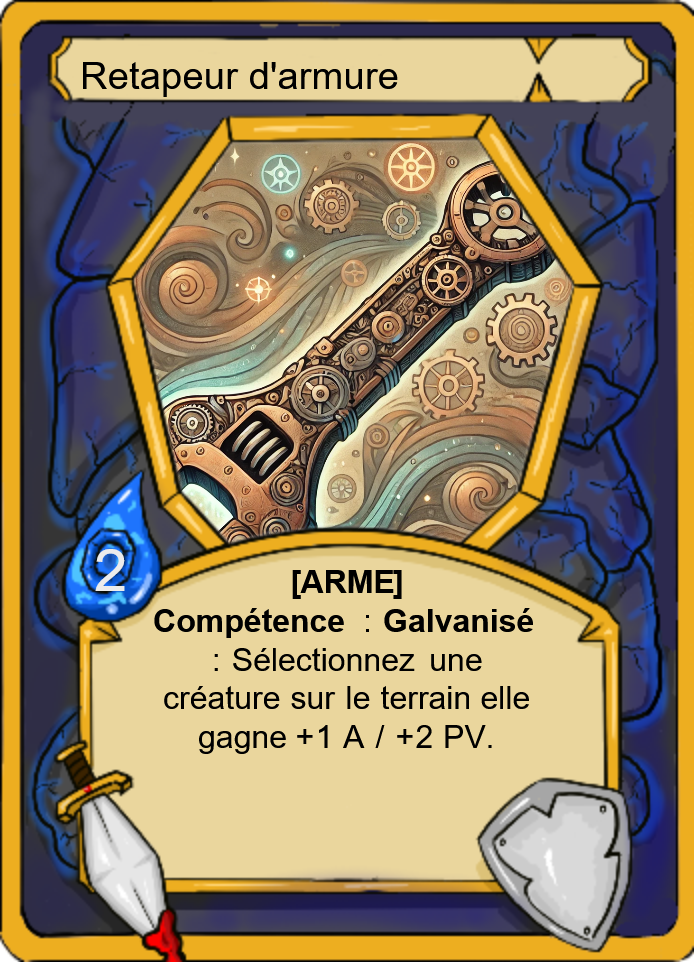 Retapeur d'armure
2
[ARME]
Compétence : Galvanisé
: Sélectionnez une
créature sur le terrain elle
gagne +1 A / +2 PV.